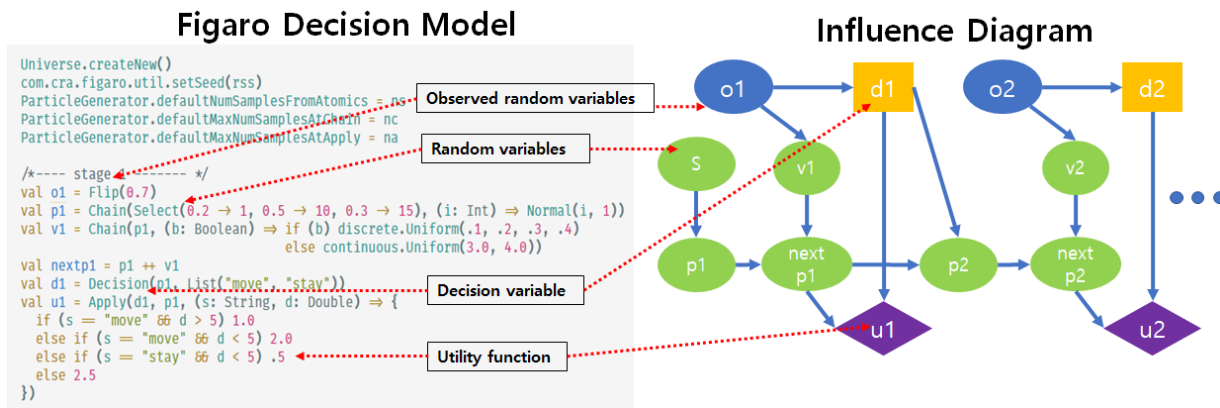 Figaro Decision Model
Universe.createNew()
com.cra.figaro.util.setSeed(rss)
ParticleGenerator.defaultNumSamplesFromAtomics = ns
ParticleGenerator.defaultMaxNumSamplesAtChain = nc
ParticleGenerator.defaultMaxNumSamplesAtApply = na
/*---- stage 1 ------- */
val o1 = Flip(0.7)
val p1 = Chain(Select(0.2 → 1, 0.5 → 10, 0.3 → 15), (i: Int) ⇒ Normal(i, 1))
val v1 = Chain(p1, (b: Boolean) ⇒ if (b) discrete.Uniform(.1, .2, .3, .4)
else continuous.Uniform(3.0, 4.0))
val nextp1 = p1 ++ v1
val d1 = Decision(p1, List("move", "stay"))
val u1 = Apply(d1, p1, (s: String, d: Double) ⇒ {
if (s == "move" && d > 5) 1.0
else if (s == "move" && d < 5) 2.0
else if (s == "stay" && d < 5) .5
else 2.5
})
Observed random variables
Random variables
Decision variable
Utility function
Influence Diagram
o1
d1
o2
d2
S
v1
v2
p1
next
p1
p2
next
p2
u1
u2